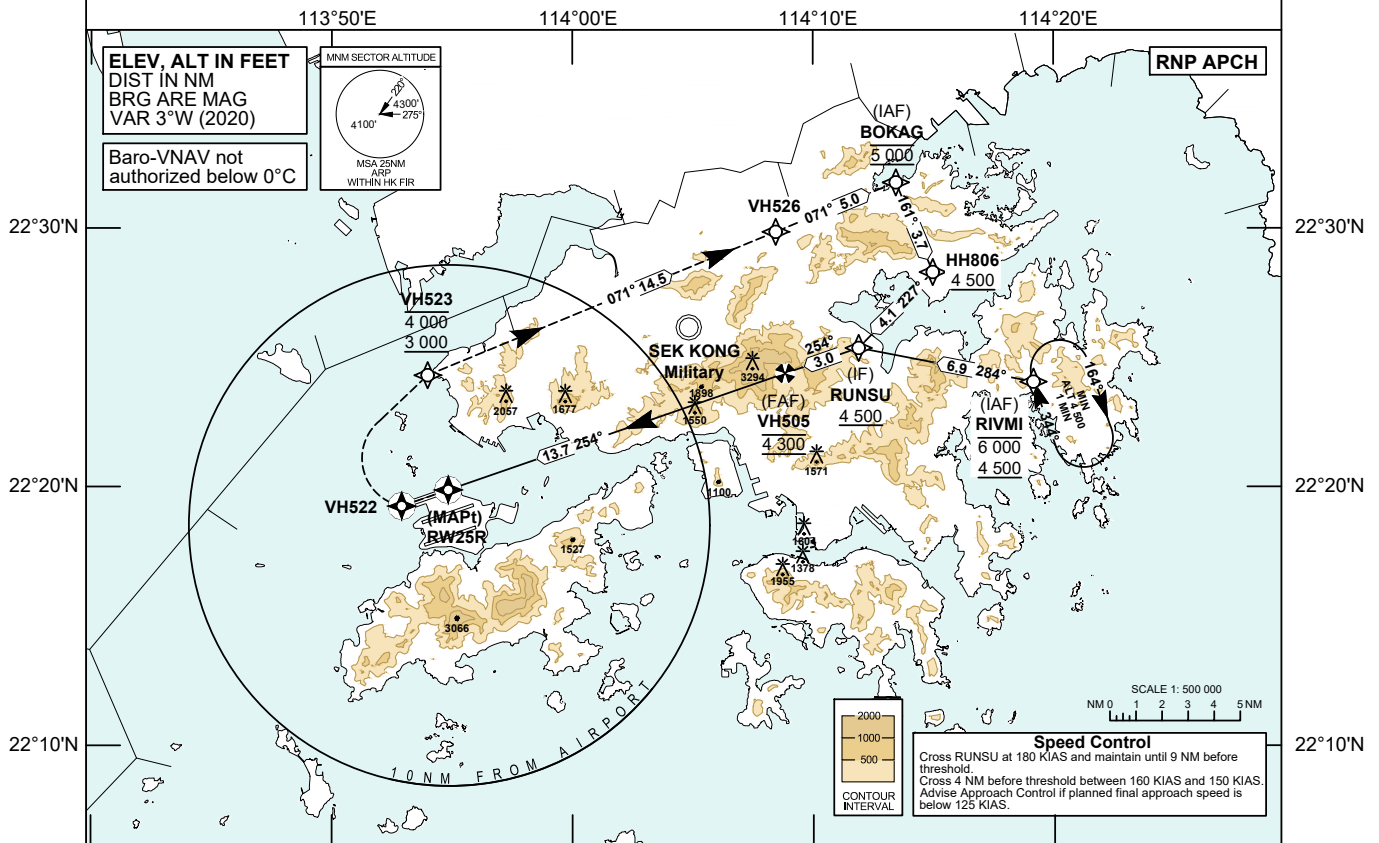 113°50'E
114°00'E
114°10'E
114°20'E
ELEV, ALT IN FEET
DIST IN NM
BRG ARE MAG
VAR 3°W (2020)
Baro-VNAV not
authorized below 0°C
MNM SECTOR ALTITUDE
220°
4300'
275°
4100'
MSA 25NM
ARP
WITHIN HK FIR
RNP APCH
(IAF)
BOKAG
5 000
071° 5.0
VH526
161° 3.7
22°30'N
22°30'N
HH806
4 500
071° 14.5
4.1 227°
VH523
4 000
3 000
SEK KONG
Military
254°
3.0
(IF)
RUNSU
4 500
6.9 284°
164°
MIN
ALT 4 500
1 MIN
344°
(IAF)
RIVMI
6 000
4 500
3294
1898
1550
2057
1677
(FAF)
VH505
4 300
13.7 254°
1571
22°20'N
22°20'N
VH522
(MAPt)
RW25R
1100
1527
1604
1378
1955
3066
10NM FROM AIRPORT
SCALE 1: 500 000
NM 0 1 2 3 4 5 NM
22°10'N
22°10'N
2000
1000
500
CONTOUR
INTERVAL
Speed Control
Cross RUNSU at 180 KIAS and maintain until 9 NM before
threshold.
Cross 4 NM before threshold between 160 KIAS and 150 KIAS.
Advise Approach Control if planned final approach speed is
below 125 KIAS.